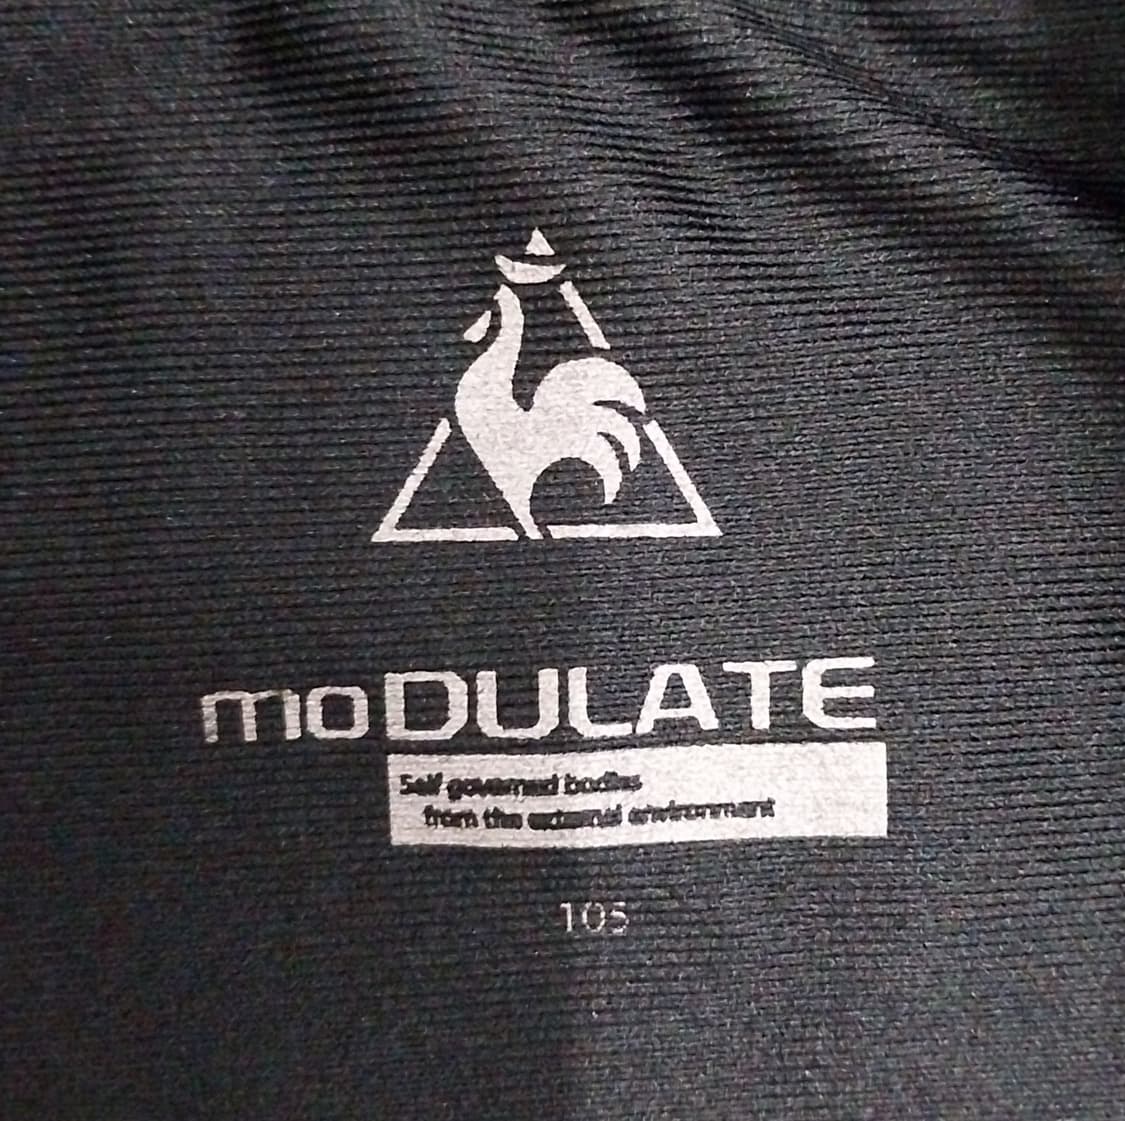 moDULATE
Self governed bodies
from the external environment
105